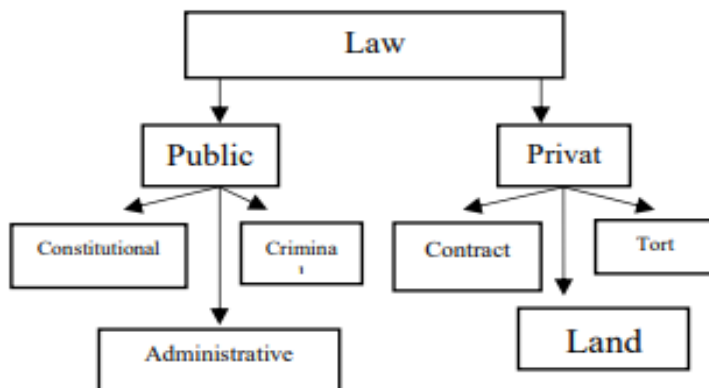 Law
Public
Privat
Constitutional
Crimina
l
Contract
Tort
Administrative
Land